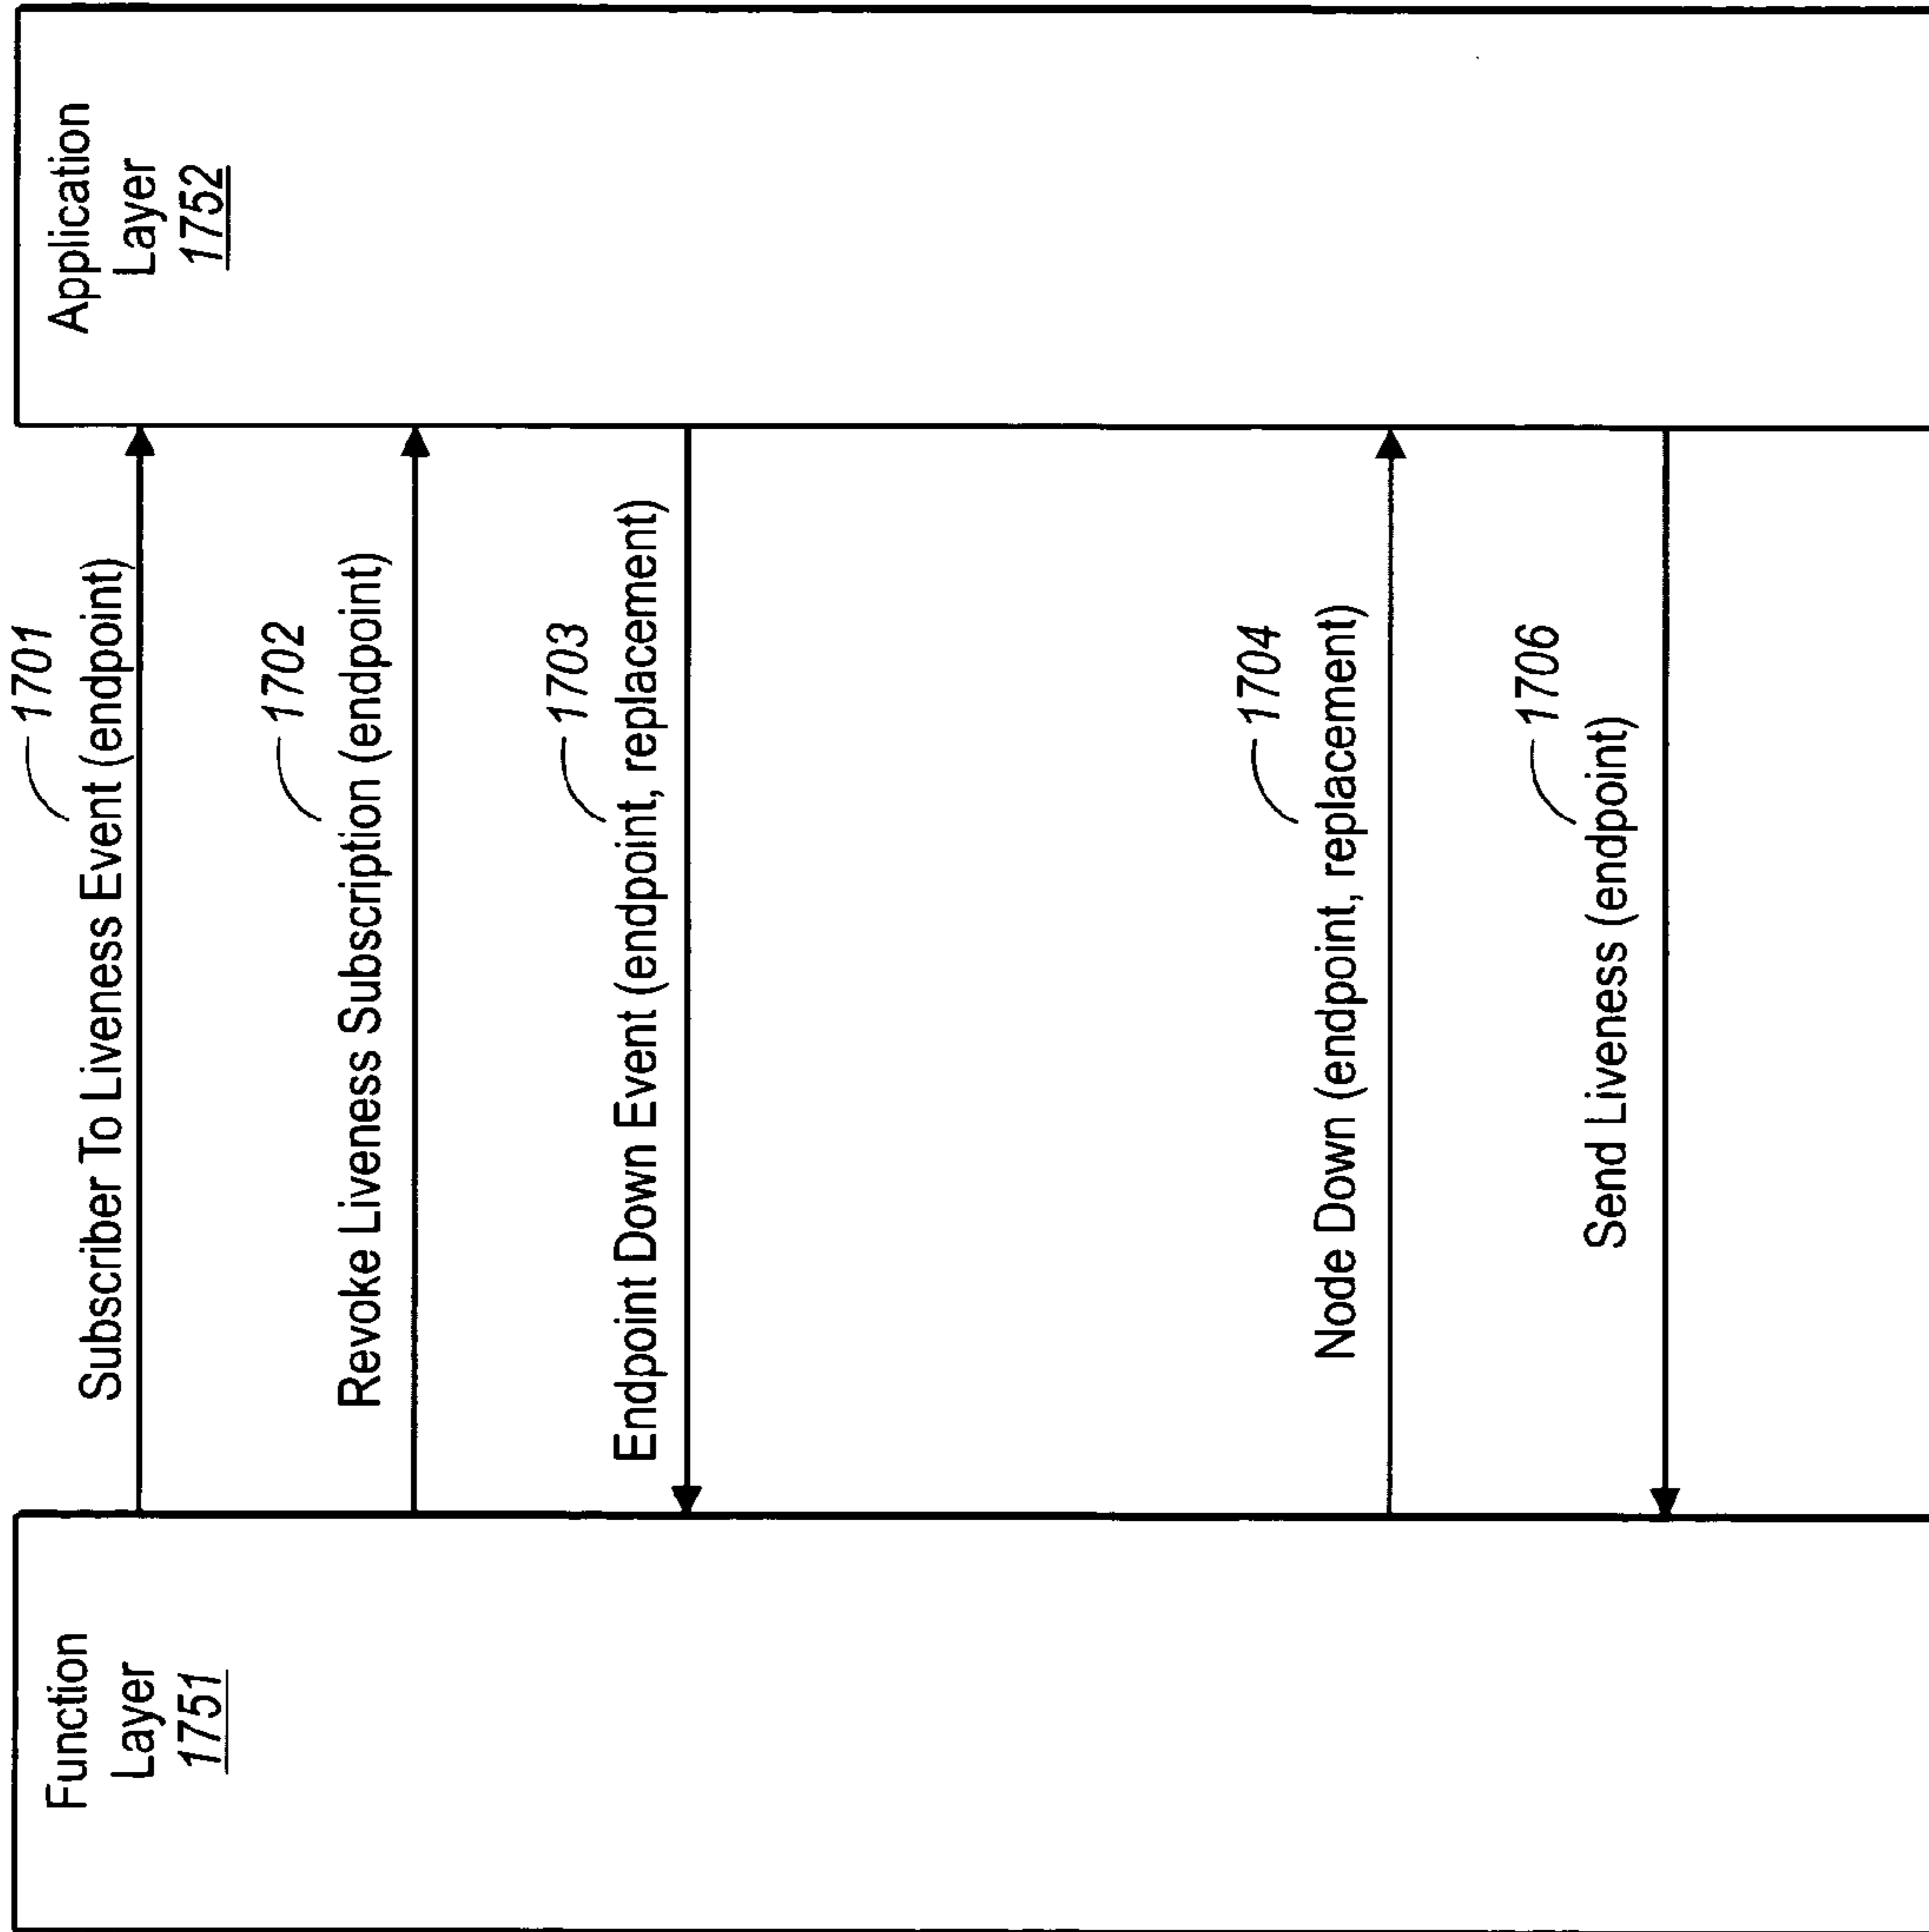 Function
Layer
1751
Application
Layer
1752
1701
Subscriber To Liveness Event (endpoint)
1702
Revoke Liveness Subscription (endpoint)
1703
Endpoint Down Event (endpoint, replacement)
1704
Node Down (endpoint, replacement)
1706
Send Liveness (endpoint)